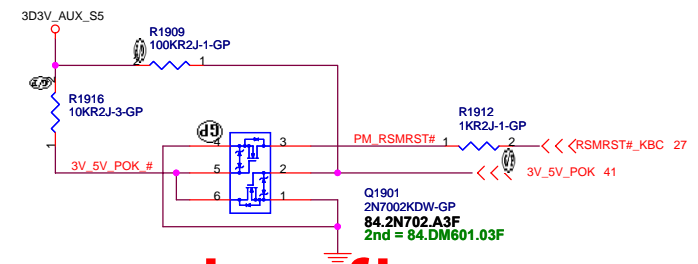 3D3V_AUX_S5
R1909
100KR2J-1-GP
2
1
2
R1916
10KR2J-3-GP
1
GP
4
3
PM_RSMRST#
R1912
1KR2J-1-GP
1
2
RSMRST#_KBC 27
3V_5V_POK_#
5
2
3V_5V_POK 41
6
1
Q1901
2N7002KDW-GP
84.2N702.A3F
2nd = 84.DM601.03F